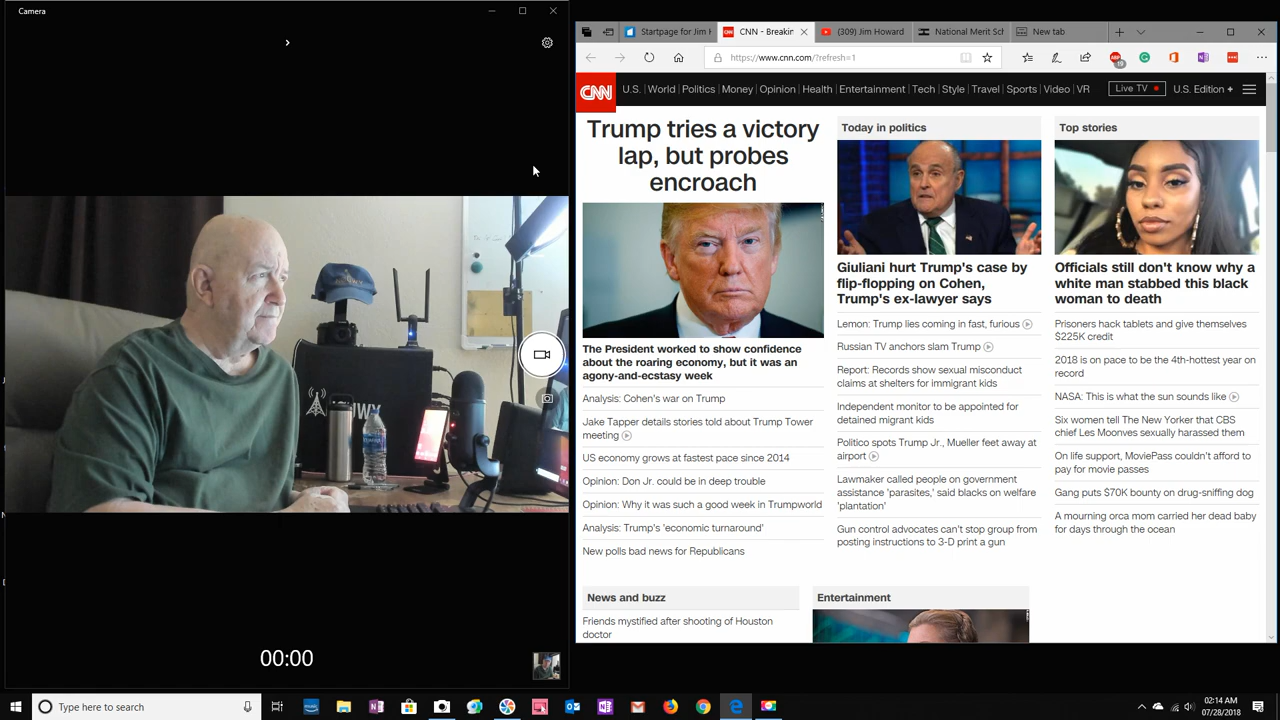 Camera
00:00
Startpage for Jim H
CNN - Breakin
(309) Jim Howard
National Merit Sch
New tab
https://www.cnn.com/?refresh=1
19
CNN
U.S. | World | Politics | Money | Opinion | Health | Entertainment | Tech | Style | Travel | Sports | Video | VR
Live TV
U.S. Edition +
Trump tries a victory
lap, but probes
encroach
The President worked to show confidence
about the roaring economy, but it was an
agony-and-ecstasy week
Analysis: Cohen's war on Trump
Jake Tapper details stories told about Trump Tower
meeting
US economy grows at fastest pace since 2014
Opinion: Don Jr. could be in deep trouble
Opinion: Why it was such a good week in Trumpworld
Analysis: Trump's 'economic turnaround'
New polls bad news for Republicans
Today in politics
Giuliani hurt Trump's case by
flip-flopping on Cohen,
Trump's ex-lawyer says
Lemon: Trump lies coming in fast, furious
Russian TV anchors slam Trump
Report: Records show sexual misconduct
claims at shelters for immigrant kids
Independent monitor to be appointed for
detained migrant kids
Politico spots Trump Jr., Mueller feet away at
airport
Lawmaker called people on government
assistance 'parasites,' said blacks on welfare
'plantation'
Gun control advocates can't stop group from
posting instructions to 3-D print a gun
Top stories
Officials still don't know why a
white man stabbed this black
woman to death
Prisoners hack tablets and give themselves
$225K credit
2018 is on pace to be the 4th-hottest year on
record
NASA: This is what the sun sounds like
Six women tell The New Yorker that CBS
chief Les Moonves sexually harassed them
On life support, MoviePass couldn't afford to
pay for movie passes
Gang puts $70K bounty on drug-sniffing dog
A mourning orca mom carried her dead baby
for days through the ocean
News and buzz
Friends mystified after shooting of Houston
doctor
Entertainment
Type here to search
02:14 AM
07/28/2018